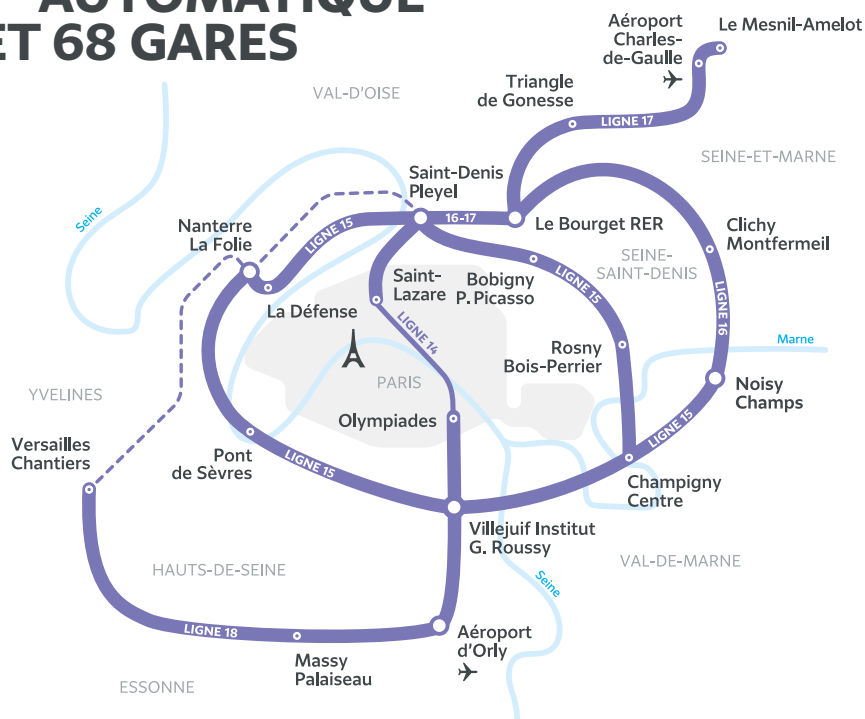 AUTOMATIQUE
ET 68 GARES
Aéroport
Charles-
de-Gaulle
Le Mesnil-Amelot
VAL-D'OISE
Triangle
de Gonesse
LIGNE 17
SEINE-ET-MARNE
Saint-Denis
Pleyel
Seine
Nanterre
La Folie
LIGNE 15
16-17
Le Bourget RER
Clichy
Montfermeil
SEINE-
SAINT-DENIS
Saint-
Lazare
Bobigny
P. Picasso
LIGNE 15
La Défense
LIGNE 14
LIGNE 16
Rosny
Bois-Perrier
Marne
PARIS
YVELINES
Noisy
Champs
Olympiades
LIGNE 15
Versailles
Chantiers
Pont
de Sèvres
LIGNE 15
Champigny
Centre
Villejuif Institut
G. Roussy
VAL-DE-MARNE
HAUTS-DE-SEINE
Seine
LIGNE 18
Aéroport
d'Orly
Massy
Palaiseau
ESSONNE